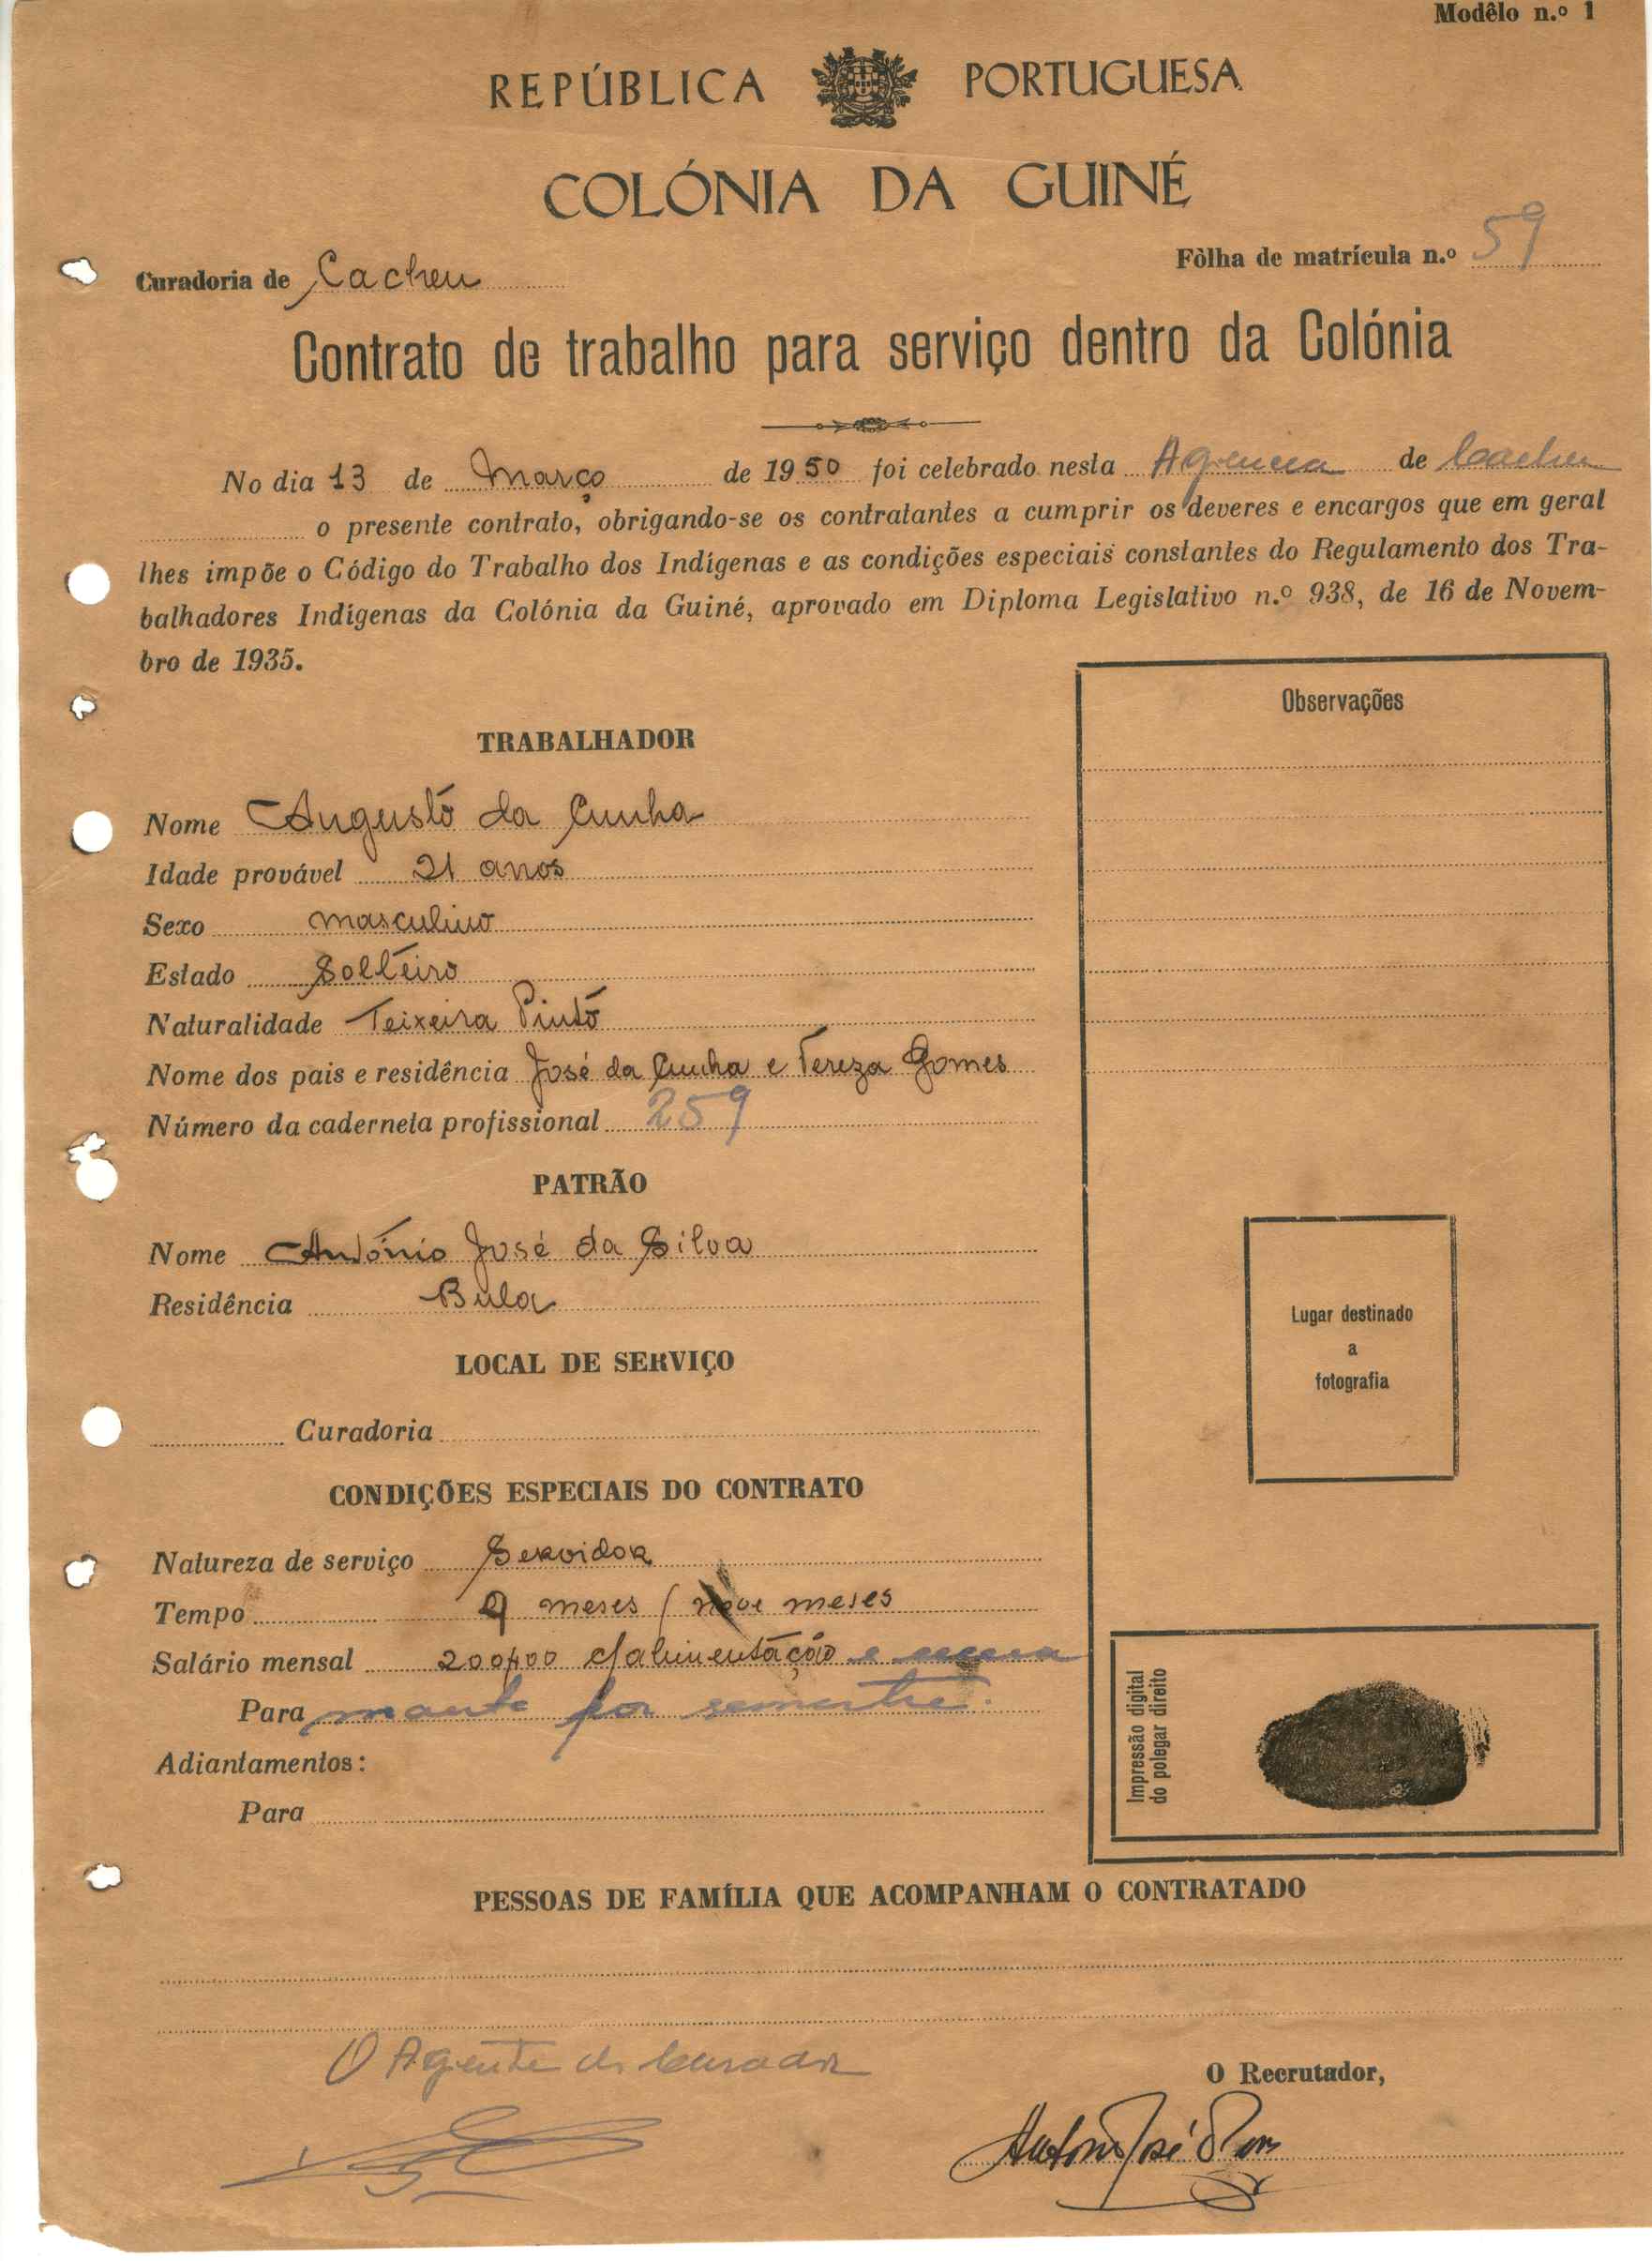 Modêlo n.º 1
REPÚBLICA PORTUGUESA
COLÓNIA DA GUINÉ
Fôlha de matrícula n.º 59
Curadoria de Cacheu
Contrato de trabalho para serviço dentro da Colónia
No dia 13 de Março de 1950 foi celebrado nesta Agencia de Cacheu
o presente contrato, obrigando-se os contratantes a cumprir os deveres e encargos que em geral
lhes impõe o Código do Trabalho dos Indígenas e as condições especiais constantes do Regulamento dos Tra-
balhadores Indígenas da Colónia da Guiné, aprovado em Diploma Legislativo n.º 938, de 16 de Novem-
bro de 1935.
Observações
TRABALHADOR
Nome Augusto da Cunha
Idade provável 21 anos
Sexo masculino
Estado Solteiro
Naturalidade Teixeira Pinto
Nome dos pais e residência José da Cunha e Tereza Gomes
Número da caderneta profissional 259
PATRÃO
Nome António José da Silva
Residência Bula
Lugar destinado
a
fotografia
LOCAL DE SERVIÇO
Curadoria
CONDIÇÕES ESPECIAIS DO CONTRATO
Natureza de serviço Servidor
Tempo 9 meses / nove meses
Salário mensal 200$00 c/alimentação e
Para manta por semestre.
Impressão digital
do polegar direito
Adiantamentos:
Para
PESSOAS DE FAMÍLIA QUE ACOMPANHAM O CONTRATADO
O Agente do Curador
O Recrutador,
António José